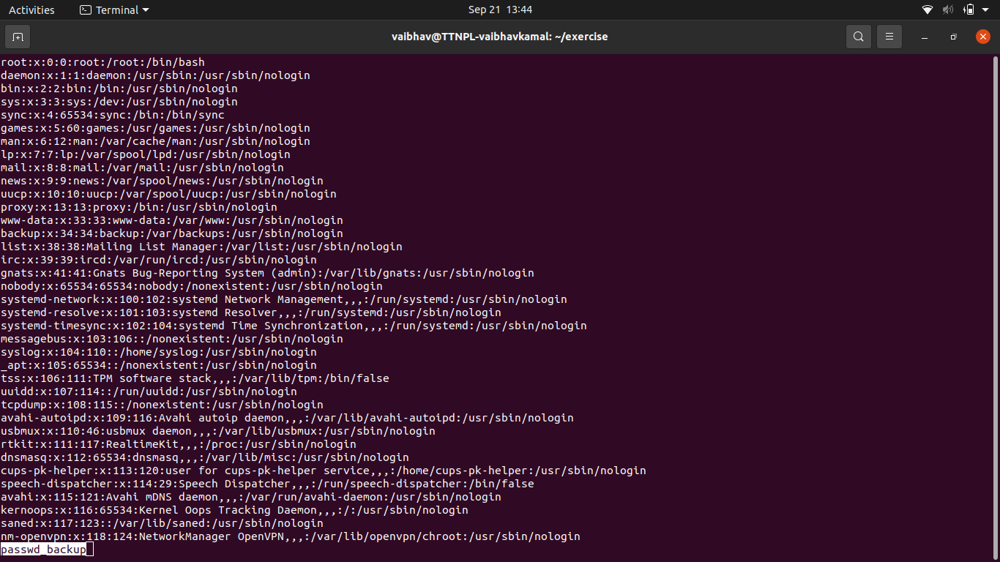 Activities
Terminal
Sep 21 13:44
vaibhav@TTNPL-vaibhavkamal: ~/exercise
root:x:0:0:root:/root:/bin/bash
daemon:x:1:1:daemon:/usr/sbin:/usr/sbin/nologin
bin:x:2:2:bin:/bin:/usr/sbin/nologin
sys:x:3:3:sys:/dev:/usr/sbin/nologin
sync:x:4:65534:sync:/bin:/bin/sync
games:x:5:60:games:/usr/games:/usr/sbin/nologin
man:x:6:12:man:/var/cache/man:/usr/sbin/nologin
lp:x:7:7:lp:/var/spool/lpd:/usr/sbin/nologin
mail:x:8:8:mail:/var/mail:/usr/sbin/nologin
news:x:9:9:news:/var/spool/news:/usr/sbin/nologin
uucp:x:10:10:uucp:/var/spool/uucp:/usr/sbin/nologin
proxy:x:13:13:proxy:/bin:/usr/sbin/nologin
www-data:x:33:33:www-data:/var/www:/usr/sbin/nologin
backup:x:34:34:backup:/var/backups:/usr/sbin/nologin
list:x:38:38:Mailing List Manager:/var/list:/usr/sbin/nologin
irc:x:39:39:ircd:/var/run/ircd:/usr/sbin/nologin
gnats:x:41:41:Gnats Bug-Reporting System (admin):/var/lib/gnats:/usr/sbin/nologin
nobody:x:65534:65534:nobody:/nonexistent:/usr/sbin/nologin
systemd-network:x:100:102:systemd Network Management,,,:/run/systemd:/usr/sbin/nologin
systemd-resolve:x:101:103:systemd Resolver,,,:/run/systemd:/usr/sbin/nologin
systemd-timesync:x:102:104:systemd Time Synchronization,,,:/run/systemd:/usr/sbin/nologin
messagebus:x:103:106::/nonexistent:/usr/sbin/nologin
syslog:x:104:110::/home/syslog:/usr/sbin/nologin
_apt:x:105:65534::/nonexistent:/usr/sbin/nologin
tss:x:106:111:TPM software stack,,,:/var/lib/tpm:/bin/false
uuidd:x:107:114::/run/uuidd:/usr/sbin/nologin
tcpdump:x:108:115::/nonexistent:/usr/sbin/nologin
avahi-autoipd:x:109:116:Avahi autoip daemon,,,:/var/lib/avahi-autoipd:/usr/sbin/nologin
usbmux:x:110:46:usbmux daemon,,,:/var/lib/usbmux:/usr/sbin/nologin
rtkit:x:111:117:RealtimeKit,,,:/proc:/usr/sbin/nologin
dnsmasq:x:112:65534:dnsmasq,,,:/var/lib/misc:/usr/sbin/nologin
cups-pk-helper:x:113:120:user for cups-pk-helper service,,,:/home/cups-pk-helper:/usr/sbin/nologin
speech-dispatcher:x:114:29:Speech Dispatcher,,,:/run/speech-dispatcher:/bin/false
avahi:x:115:121:Avahi mDNS daemon,,,:/var/run/avahi-daemon:/usr/sbin/nologin
kernoops:x:116:65534:Kernel Oops Tracking Daemon,,,:/:/usr/sbin/nologin
saned:x:117:123::/var/lib/saned:/usr/sbin/nologin
nm-openvpn:x:118:124:NetworkManager OpenVPN,,,:/var/lib/openvpn/chroot:/usr/sbin/nologin
passwd_backup